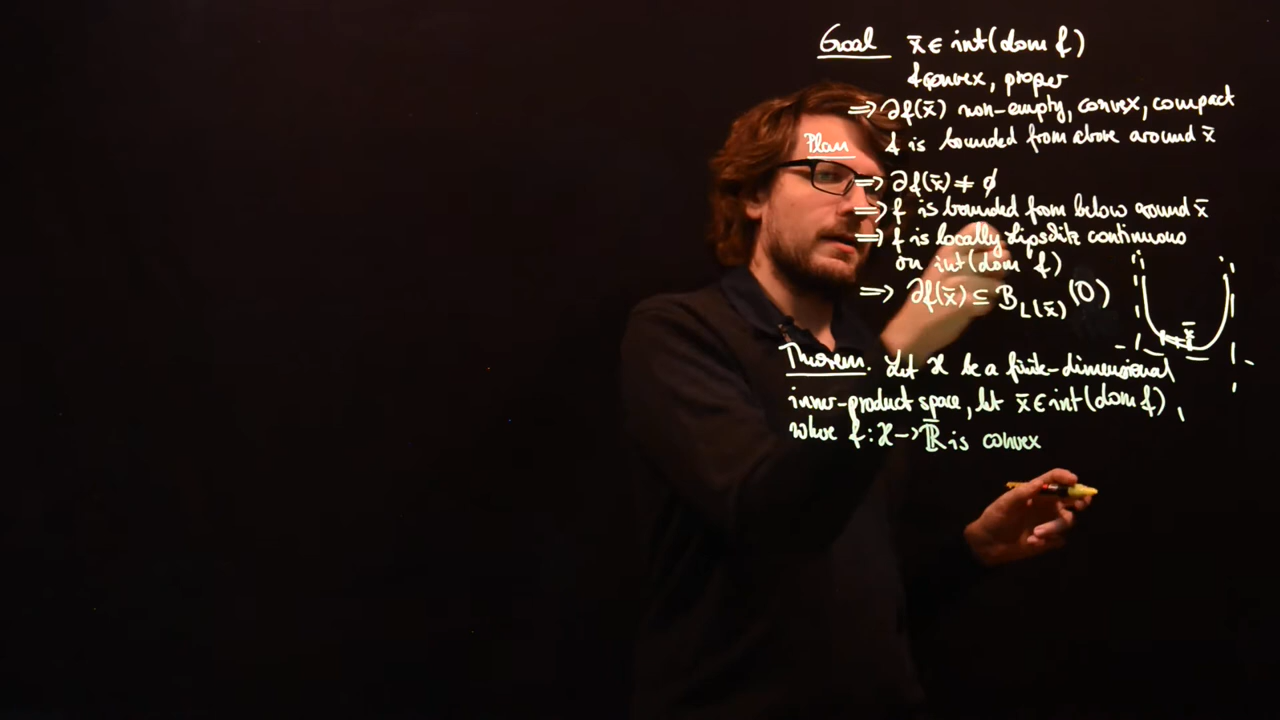 Goal x̄ ∈ int(dom f)
f convex, proper
⇒ ∂f(x̄) non-empty, convex, compact
Plan f is bounded from above around x̄
⇒ ∂f(x̄) ≠ ∅
⇒ f is bounded from below around x̄
⇒ f is locally Lipschitz continuous
on int(dom f)
⇒ ∂f(x̄) ⊆ B_L(x̄) (0)
x̄
Theorem. Let X be a finite-dimensional
inner-product space, let x̄ ∈ int(dom f),
where f: X → R̄ is convex